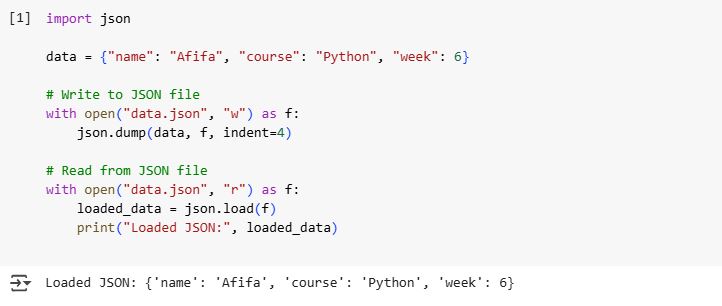 [1] import json
data = {"name": "Afifa", "course": "Python", "week": 6}
# Write to JSON file
with open("data.json", "w") as f:
    json.dump(data, f, indent=4)
# Read from JSON file
with open("data.json", "r") as f:
    loaded_data = json.load(f)
    print("Loaded JSON:", loaded_data)
Loaded JSON: {'name': 'Afifa', 'course': 'Python', 'week': 6}